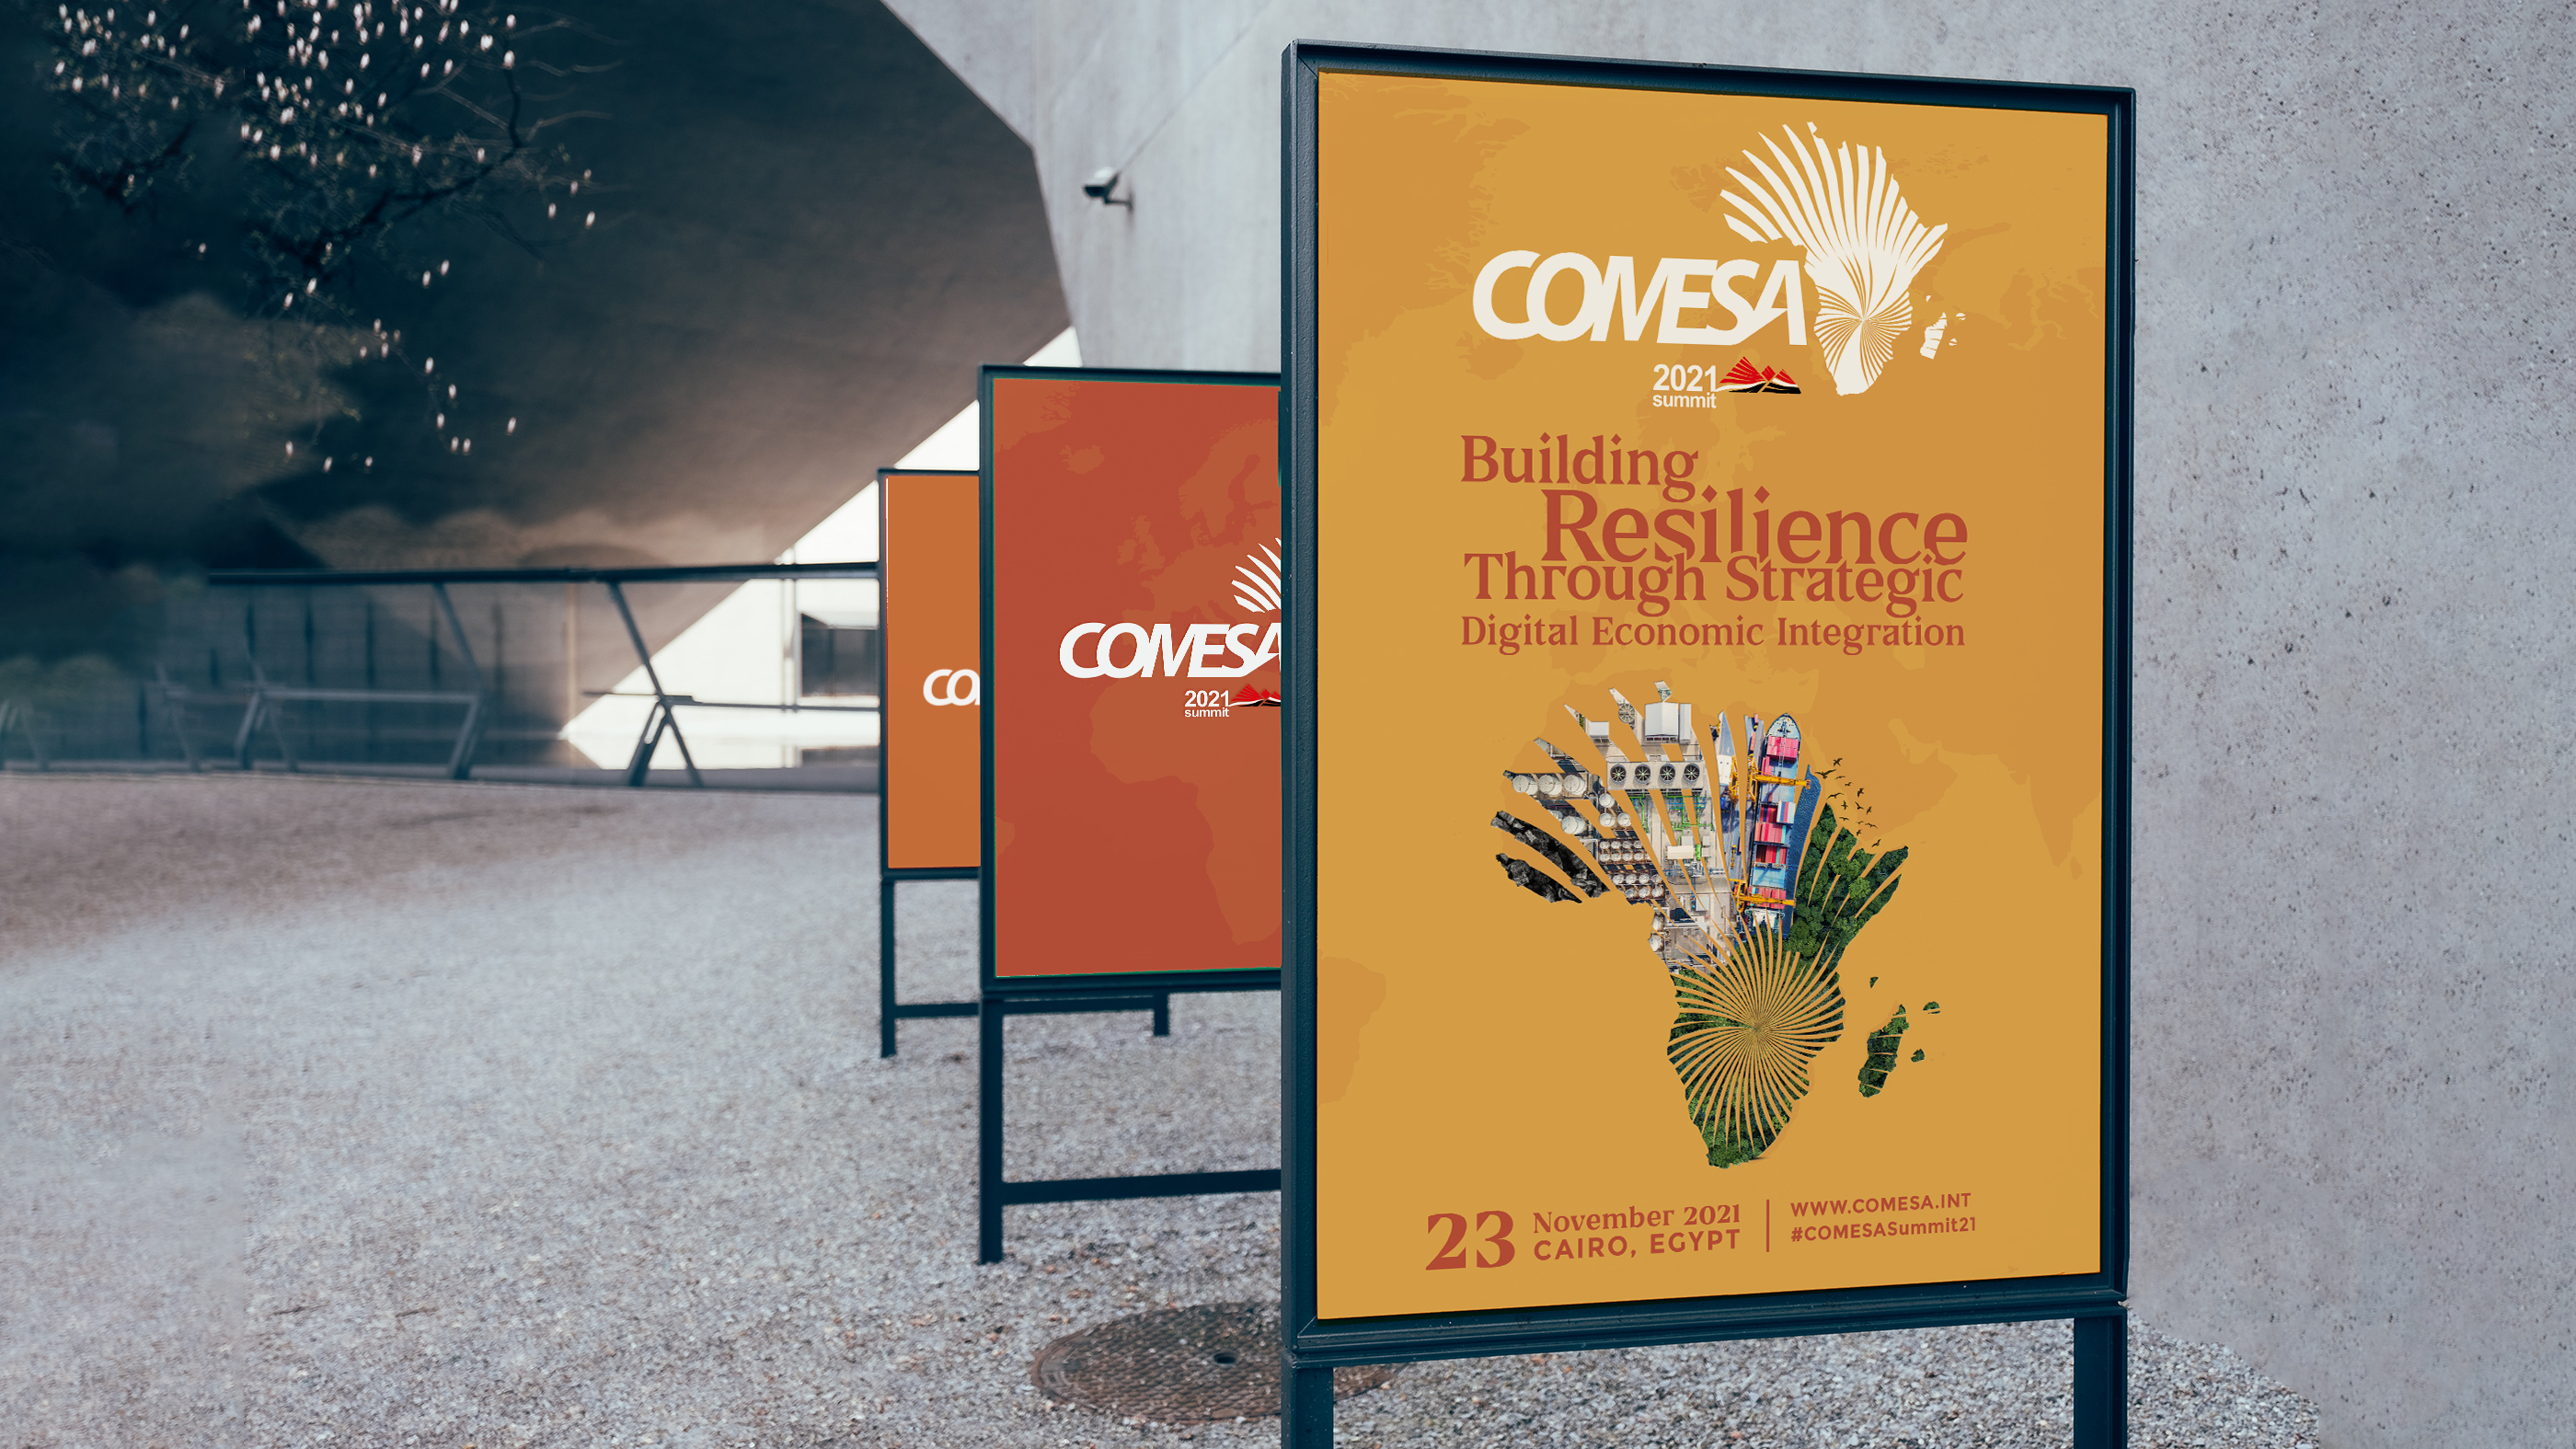 COMESA
2021
summit
Building
Resilience
Through Strategic
Digital Economic Integration
23
November 2021
CAIRO, EGYPT
WWW.COMESA.INT
#COMESASummit21
COMESA
2021
summit
CO